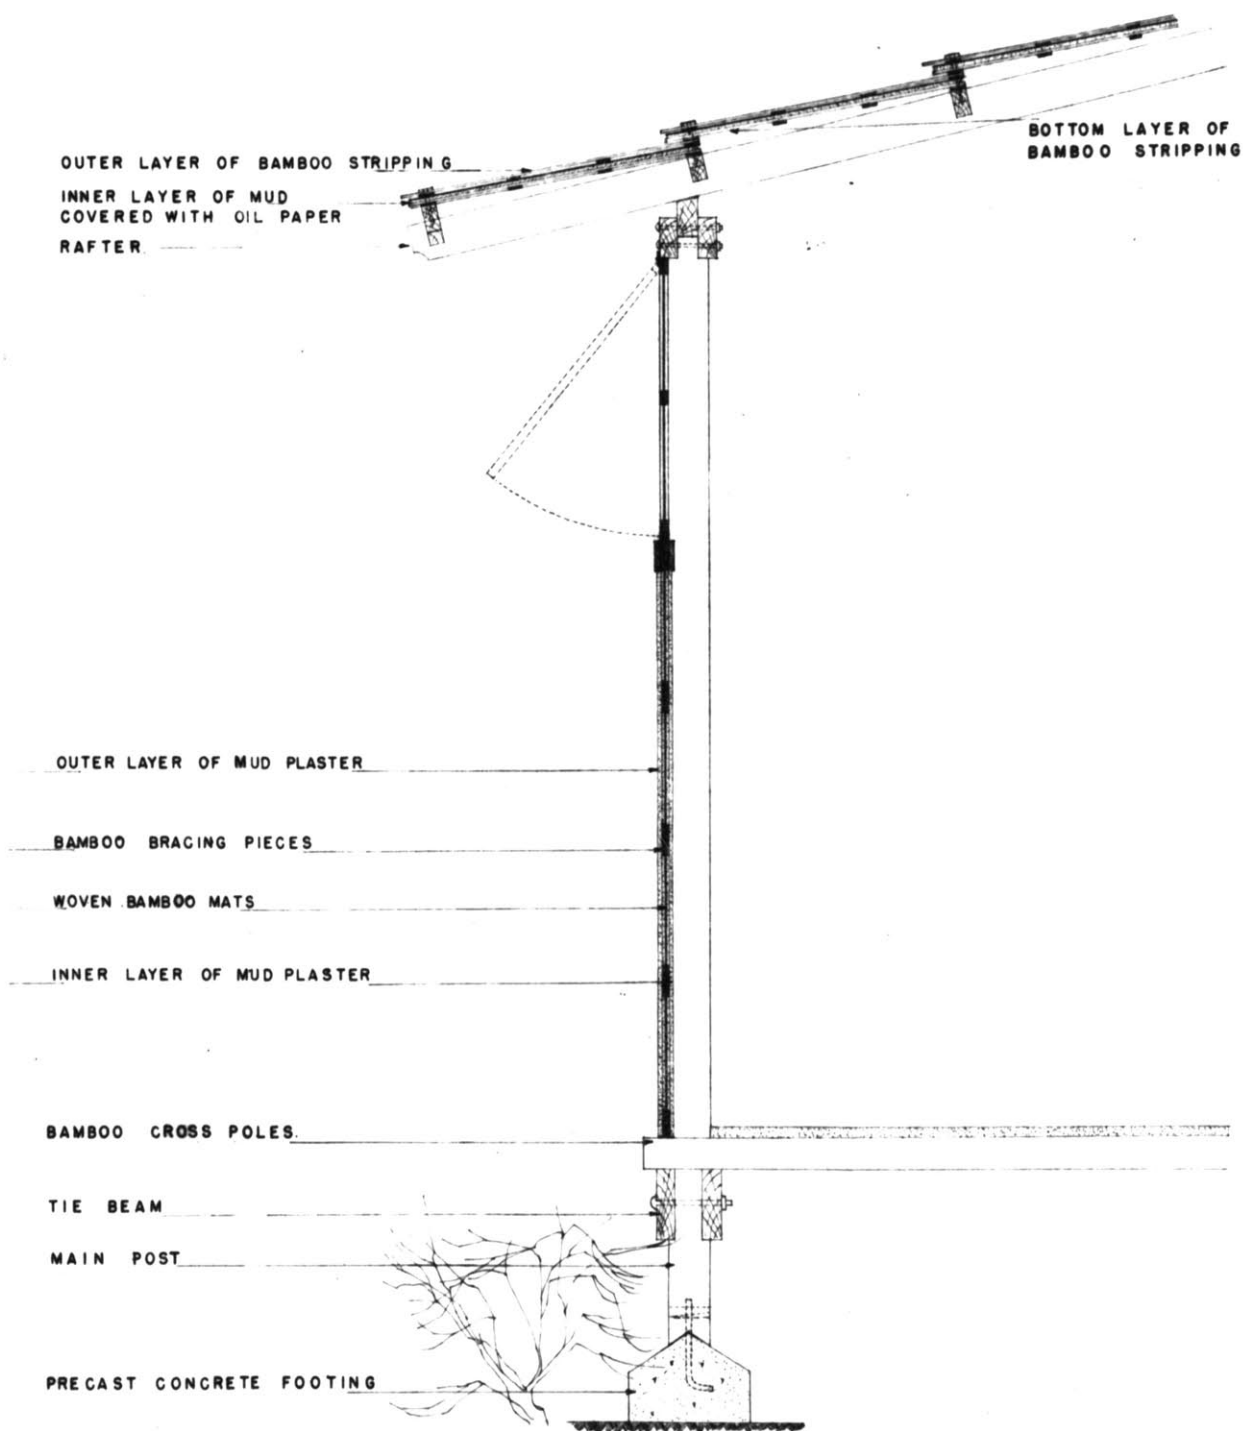 OUTER LAYER OF BAMBOO STRIPPING
INNER LAYER OF MUD
COVERED WITH OIL PAPER
RAFTER
BOTTOM LAYER OF
BAMBOO STRIPPING
OUTER LAYER OF MUD PLASTER
BAMBOO BRACING PIECES
WOVEN BAMBOO MATS
INNER LAYER OF MUD PLASTER
BAMBOO CROSS POLES
TIE BEAM
MAIN POST
PRECAST CONCRETE FOOTING